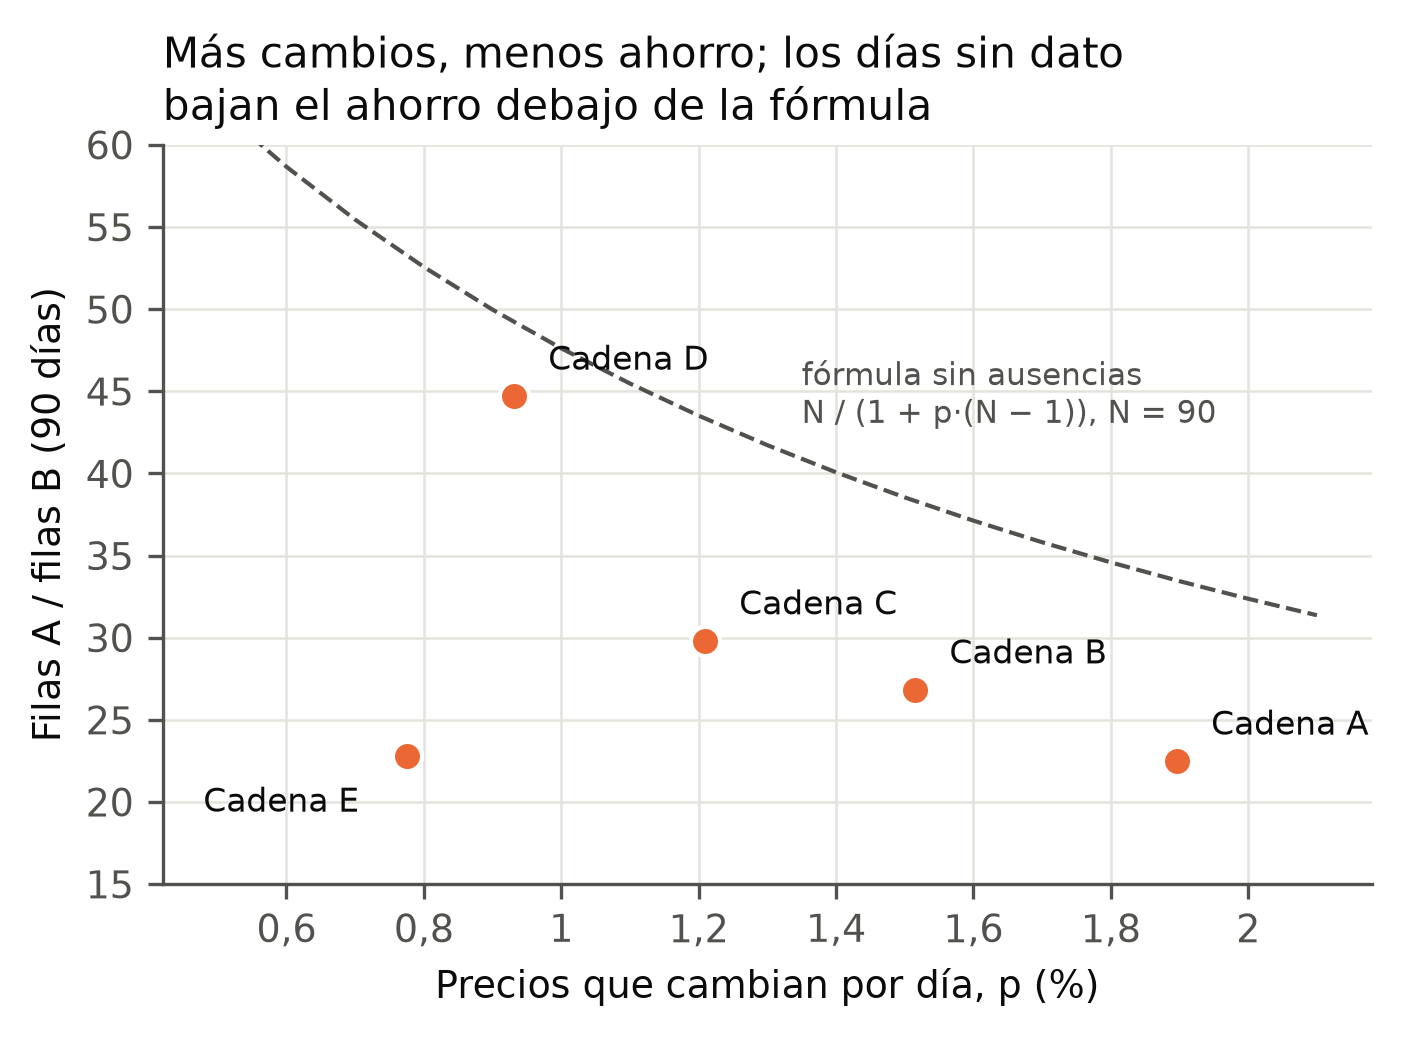 Más cambios, menos ahorro; los días sin dato
bajan el ahorro debajo de la fórmula
Filas A / filas B (90 días)
60
55
50
45
40
35
30
25
20
15
Cadena D
fórmula sin ausencias
N / (1 + p·(N − 1)), N = 90
Cadena C
Cadena B
Cadena A
Cadena E
0,6
0,8
1
1,2
1,4
1,6
1,8
2
Precios que cambian por día, p (%)